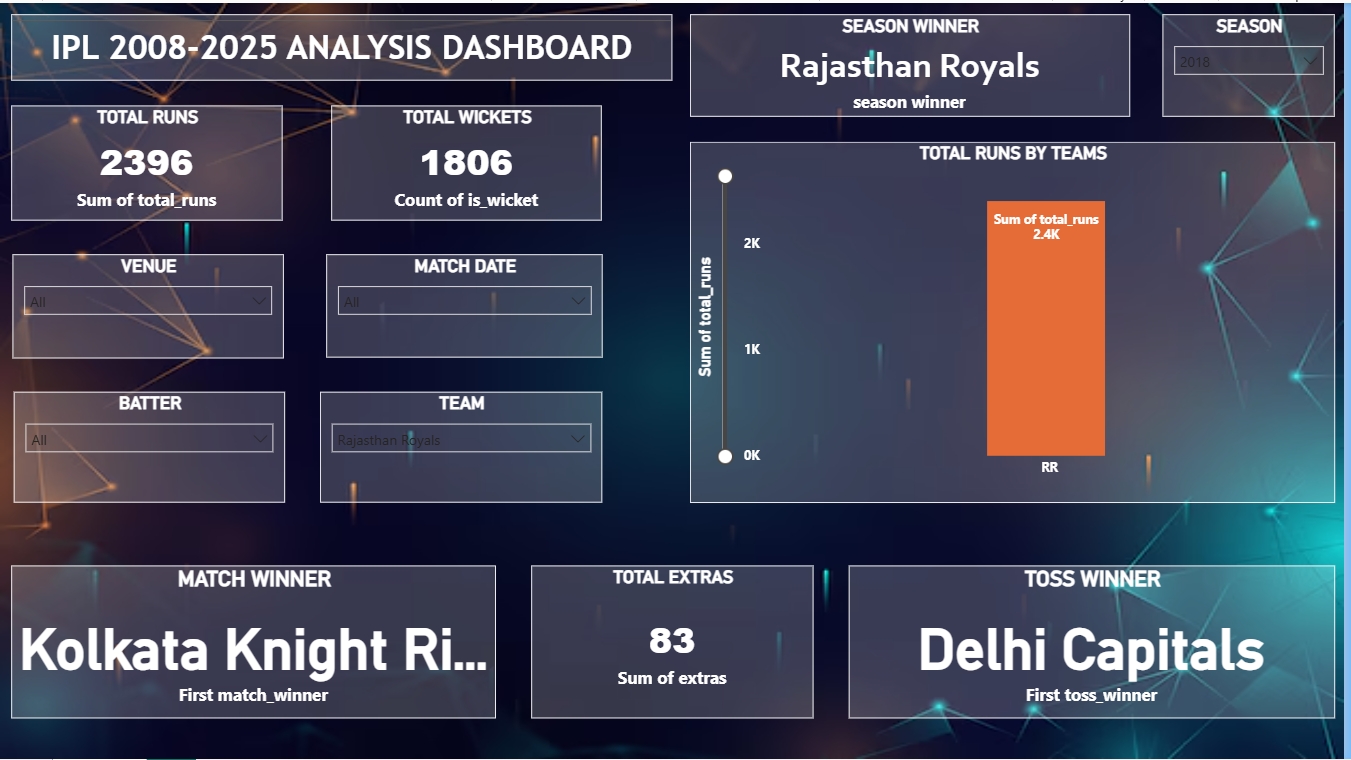 IPL 2008-2025 ANALYSIS DASHBOARD
SEASON WINNER
Rajasthan Royals
season winner
SEASON
2018
TOTAL RUNS
2396
Sum of total_runs
TOTAL WICKETS
1806
Count of is_wicket
TOTAL RUNS BY TEAMS
Sum of total_runs
2K
1K
0K
Sum of total_runs
2.4K
RR
VENUE
All
MATCH DATE
All
BATTER
All
TEAM
Rajasthan Royals
MATCH WINNER
Kolkata Knight Ri...
First match_winner
TOTAL EXTRAS
83
Sum of extras
TOSS WINNER
Delhi Capitals
First toss_winner